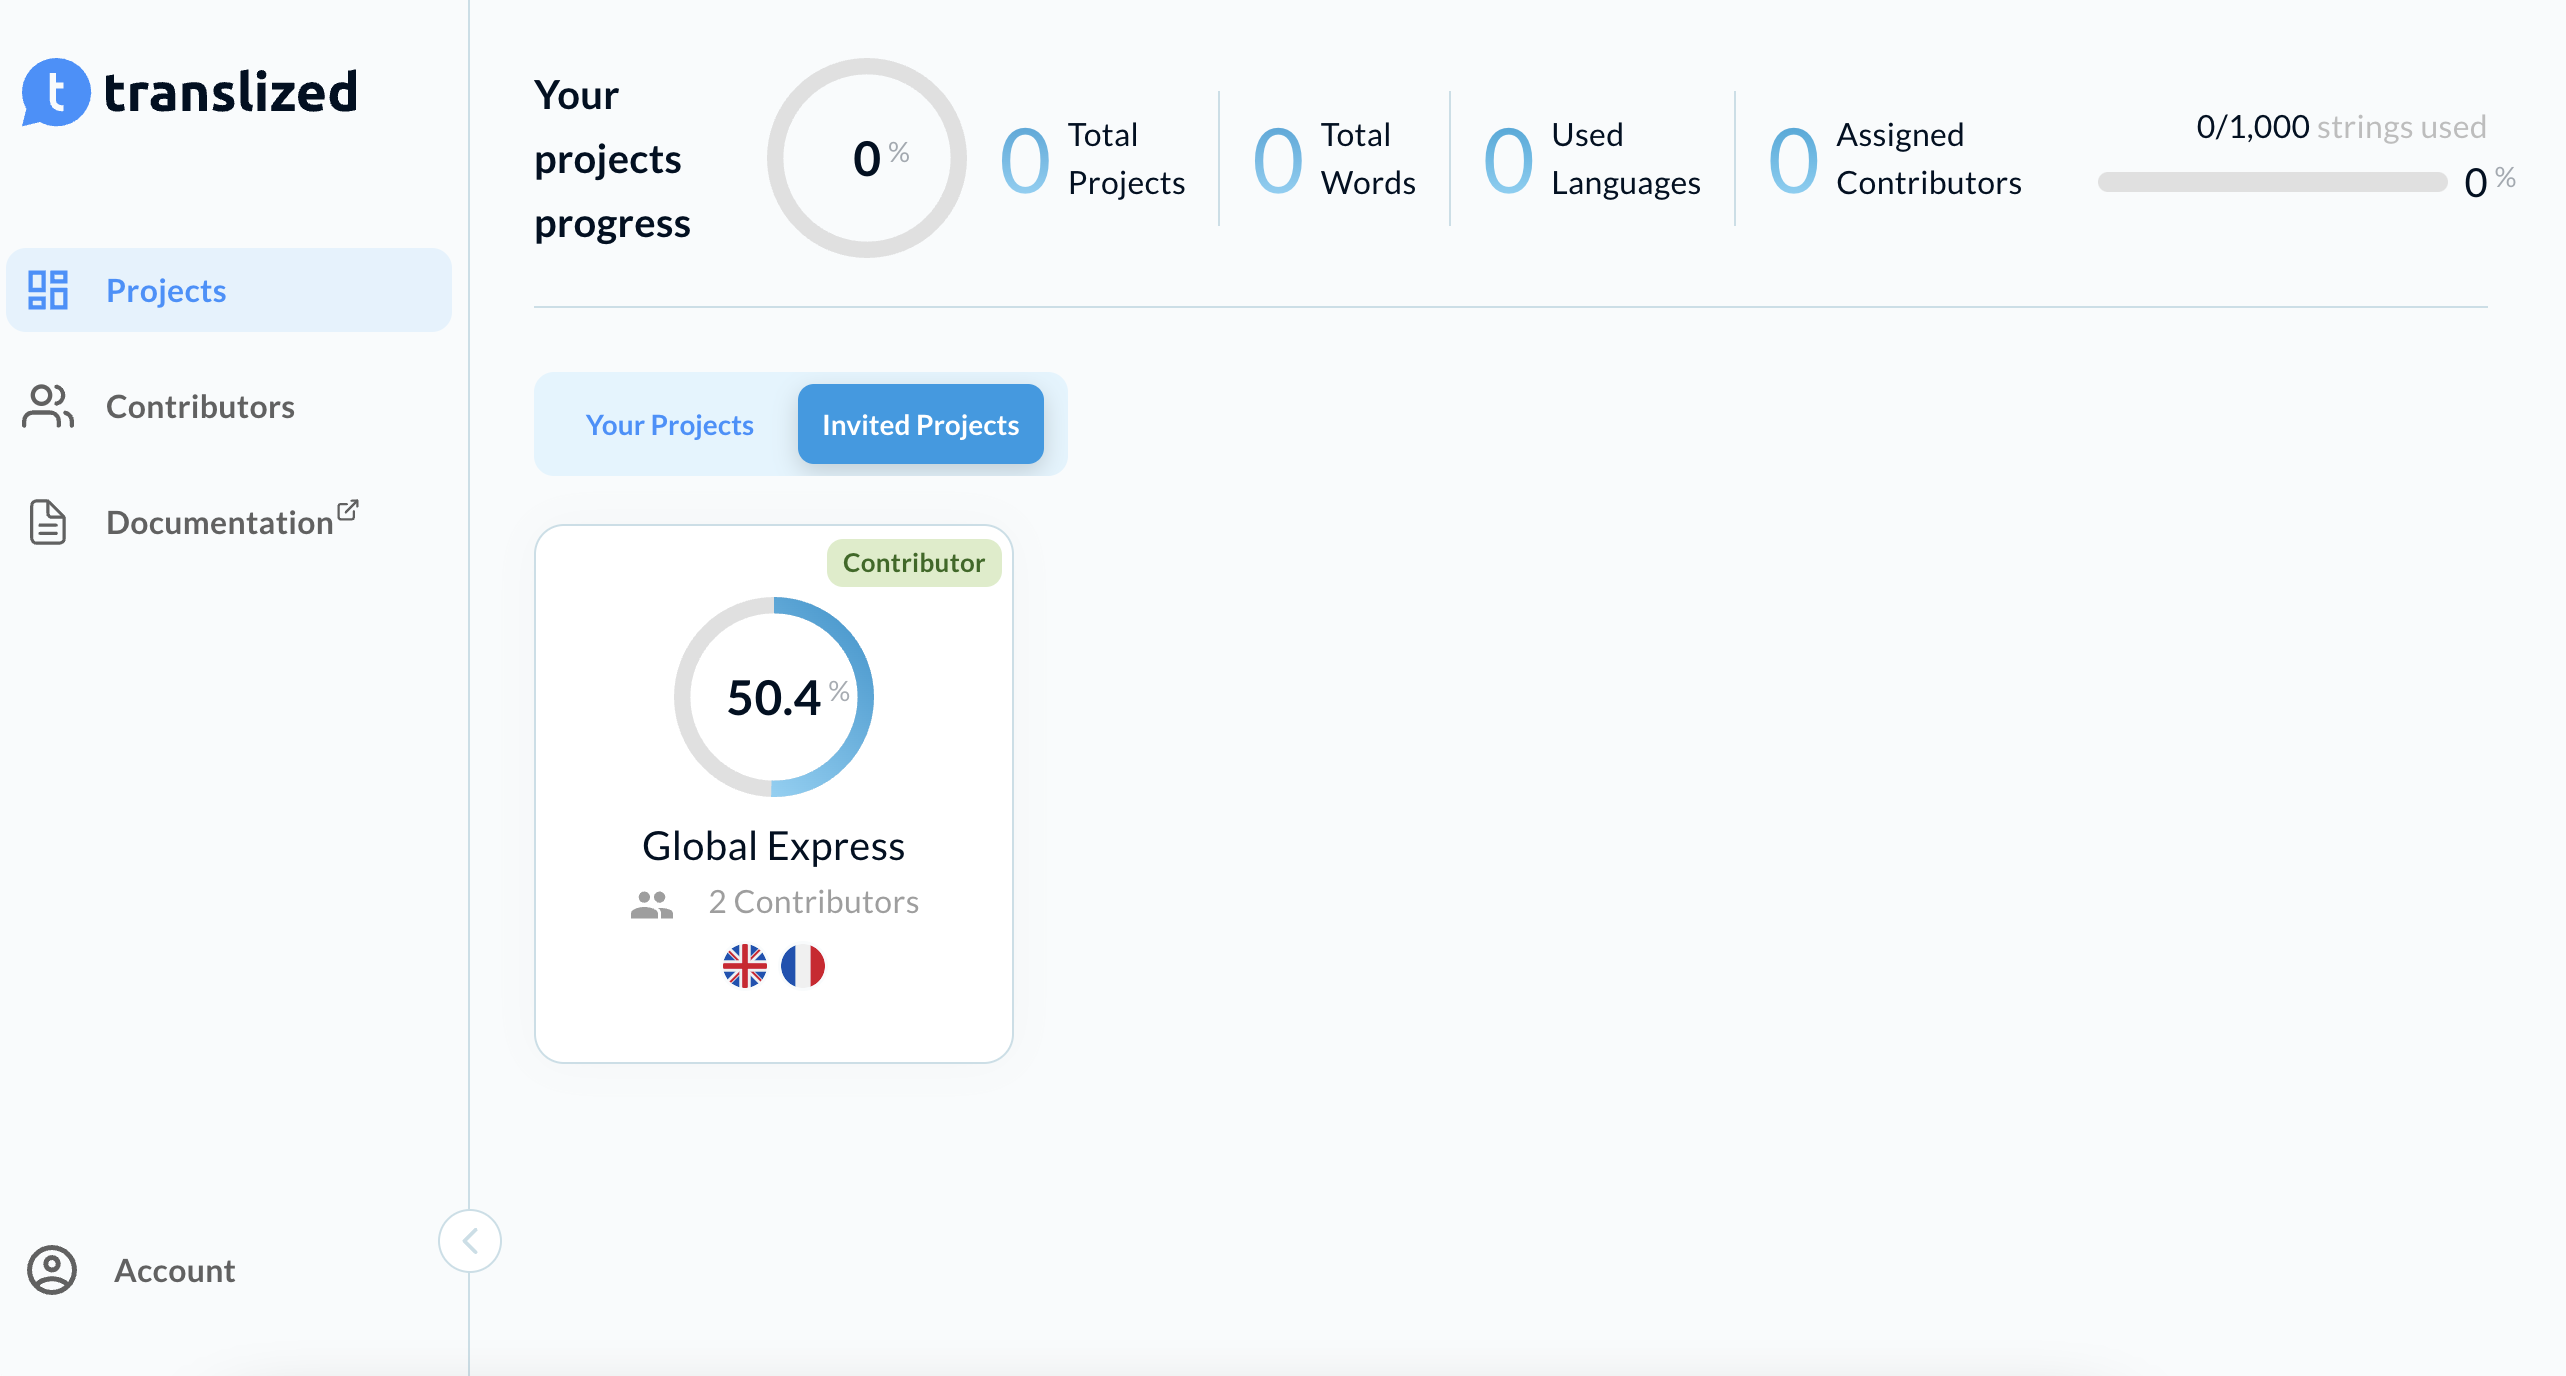 translized
Projects
Contributors
Documentation
Account
Your
projects
progress
0 %
0 Total
Projects
0 Total
Words
0 Used
Languages
0 Assigned
Contributors
0/1,000 strings used
0 %
Your Projects
Invited Projects
Contributor
50.4 %
Global Express
2 Contributors